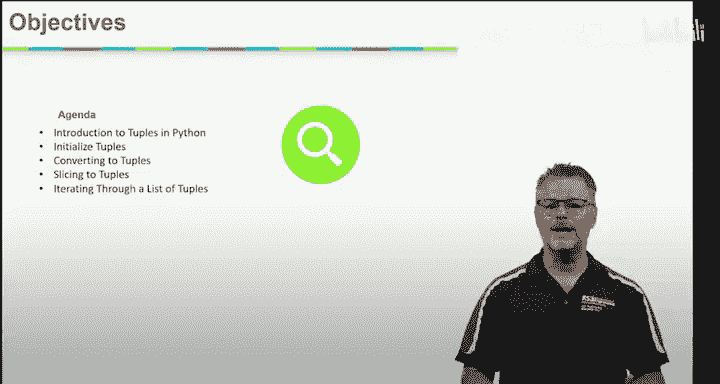 Objectives
Agenda
• Introduction to Tuples in Python
• Initialize Tuples
• Converting to Tuples
• Slicing to Tuples
• Iterating Through a List of Tuples